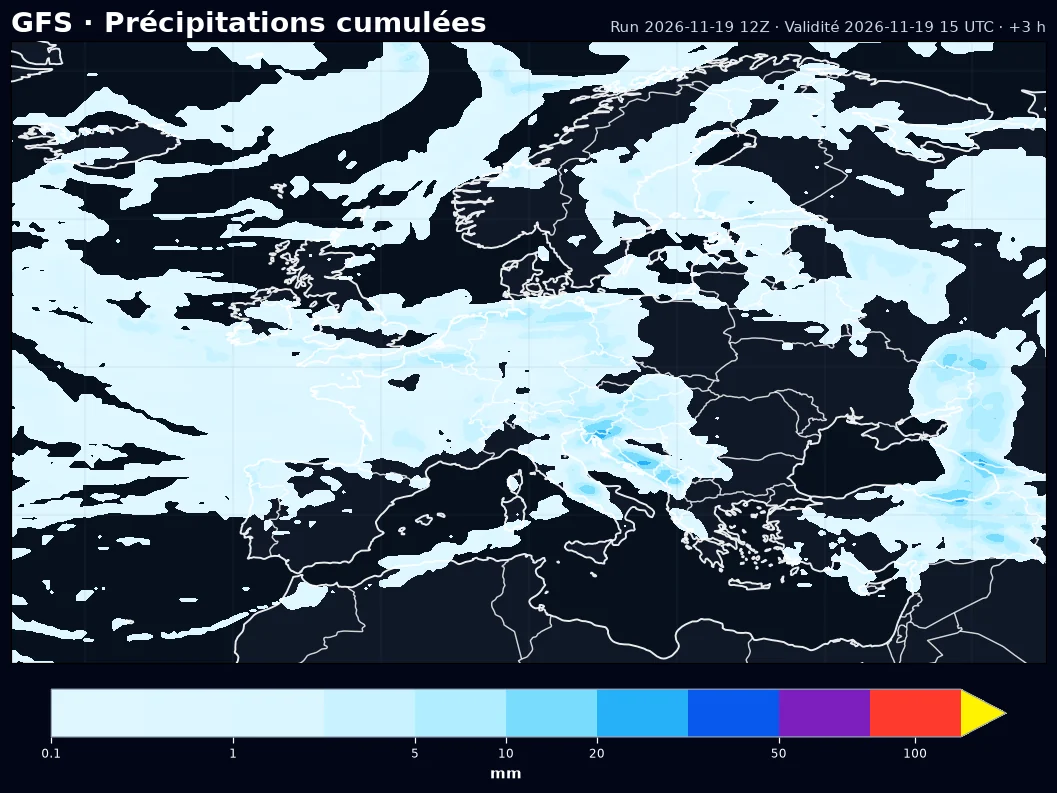 GFS · Précipitations cumulées
Run 2026-11-19 12Z · Validité 2026-11-19 15 UTC · +3 h
0.1 1 5 10 20 50 100
mm